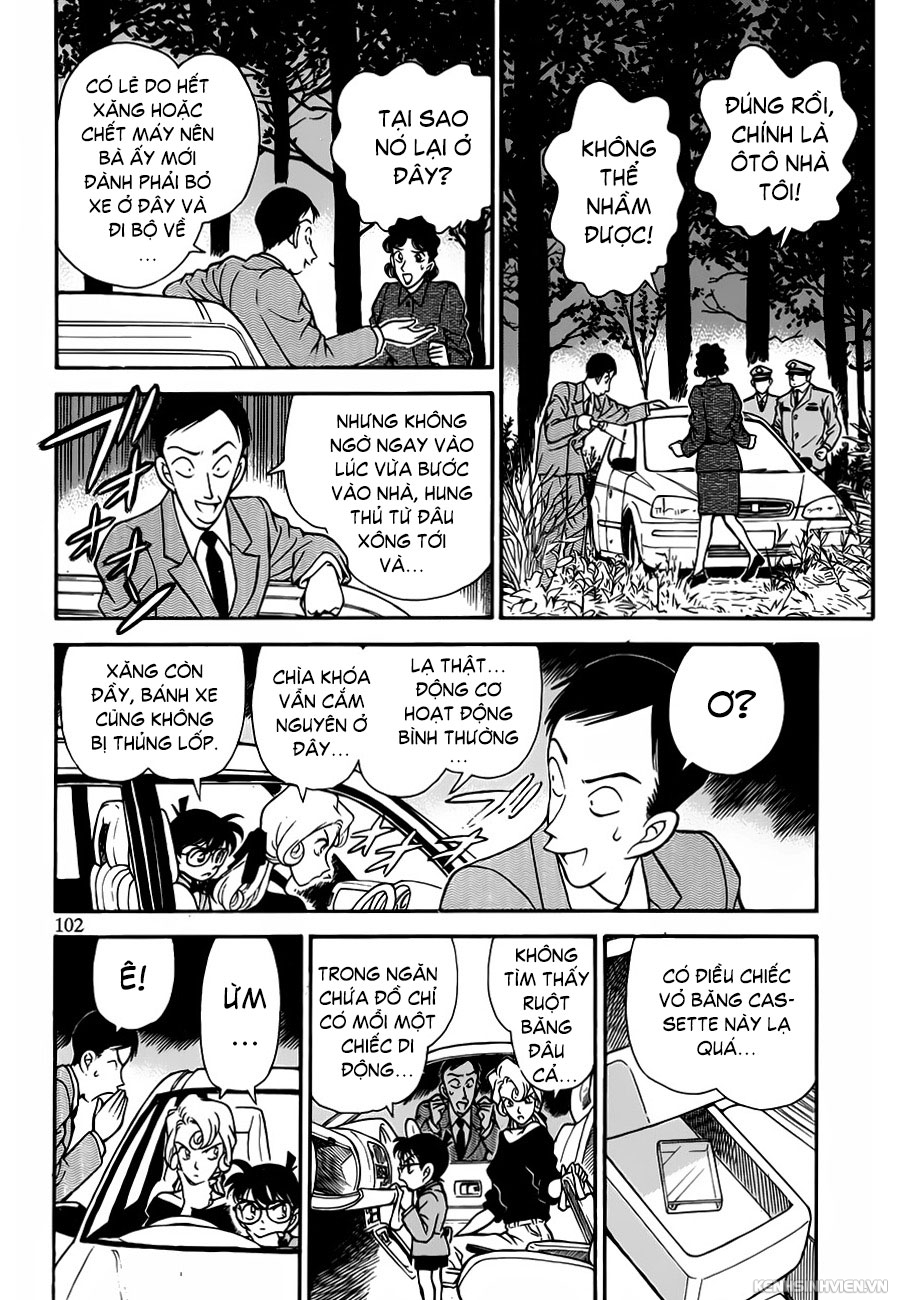 ĐÚNG RỒI,
CHÍNH LÀ
ÔTÔ NHÀ
TÔI!
KHÔNG
THỂ
NHẦM
ĐƯỢC!
TẠI SAO
NÓ LẠI Ở
ĐÂY?
CÓ LẼ DO HẾT
XĂNG HOẶC
CHẾT MÁY NÊN
BÀ ẤY MỚI
ĐÀNH PHẢI BỎ
XE Ở ĐÂY VÀ
ĐI BỘ VỀ
...
NHƯNG KHÔNG
NGỜ NGAY VÀO
LÚC VỪA BƯỚC
VÀO NHÀ, HUNG
THỦ TỪ ĐÂU
XÔNG TỚI
VÀ...
Ơ?
LẠ THẬT...
ĐỘNG CƠ
HOẠT ĐỘNG
BÌNH THƯỜNG
...
CHÌA KHÓA
VẪN CẮM
NGUYÊN Ở
ĐÂY...
XĂNG CÒN
ĐẦY, BÁNH XE
CŨNG KHÔNG
BỊ THỦNG LỐP.
102
CÓ ĐIỀU CHIẾC
VỎ BĂNG CAS-
SETTE NÀY LẠ
QUÁ...
KHÔNG
TÌM THẤY
RUỘT
BĂNG
ĐÂU
CẢ...
TRONG NGĂN
CHỨA ĐỒ CHỈ
CÓ MỖI MỘT
CHIẾC DI
ĐỘNG...
ỪM
...
Ê!
KENHSINHVIEN.VN